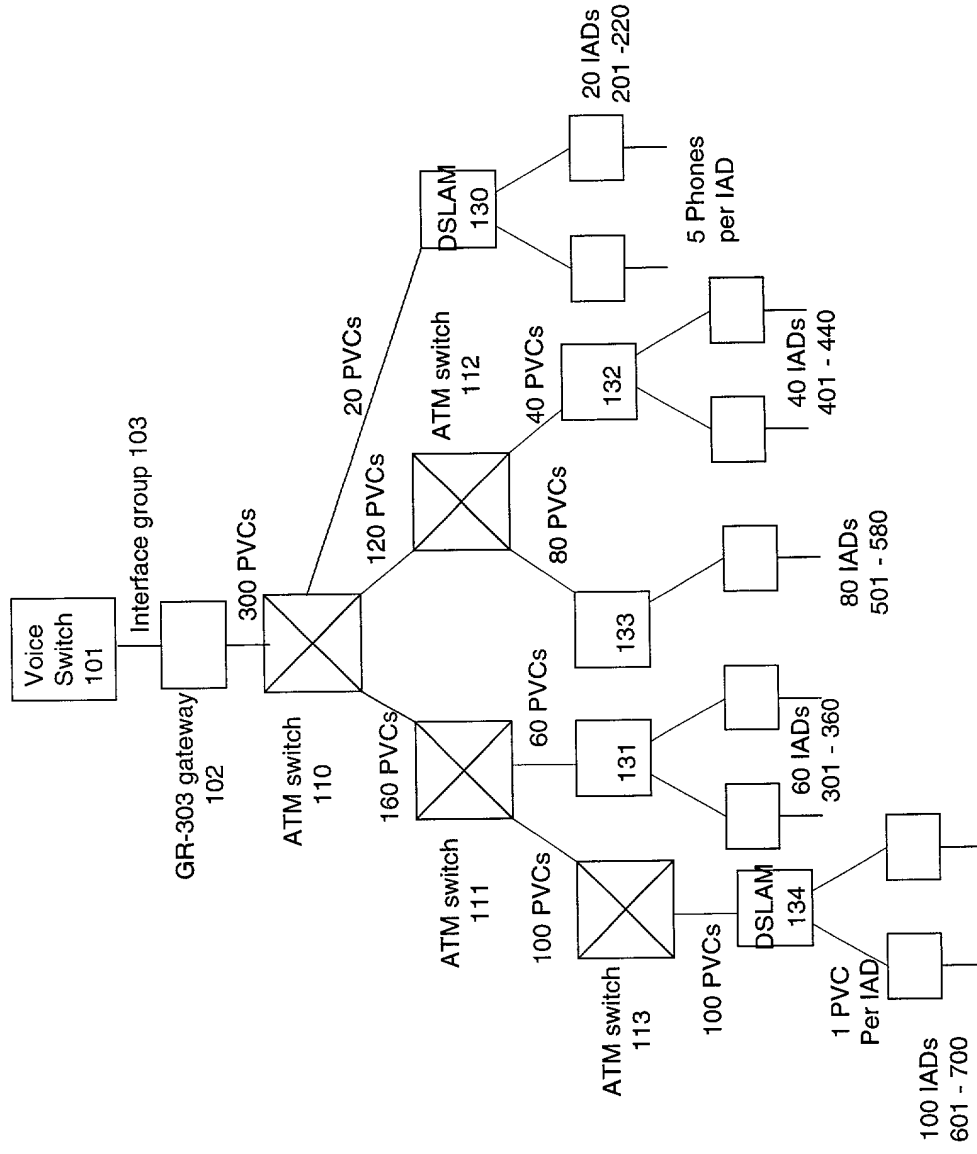 Voice
Switch
101
Interface group 103
GR-303 gateway
102
300 PVCs
ATM switch
110
20 PVCs
160 PVCs
120 PVCs
ATM switch
111
ATM switch
112
DSLAM
130
100 PVCs
60 PVCs
80 PVCs
40 PVCs
ATM switch
113
131
133
132
20 IADs
201 -220
5 Phones
per IAD
100 PVCs
DSLAM
134
60 IADs
301 - 360
80 IADs
501 - 580
40 IADs
401 - 440
1 PVC
Per IAD
100 IADs
601 - 700